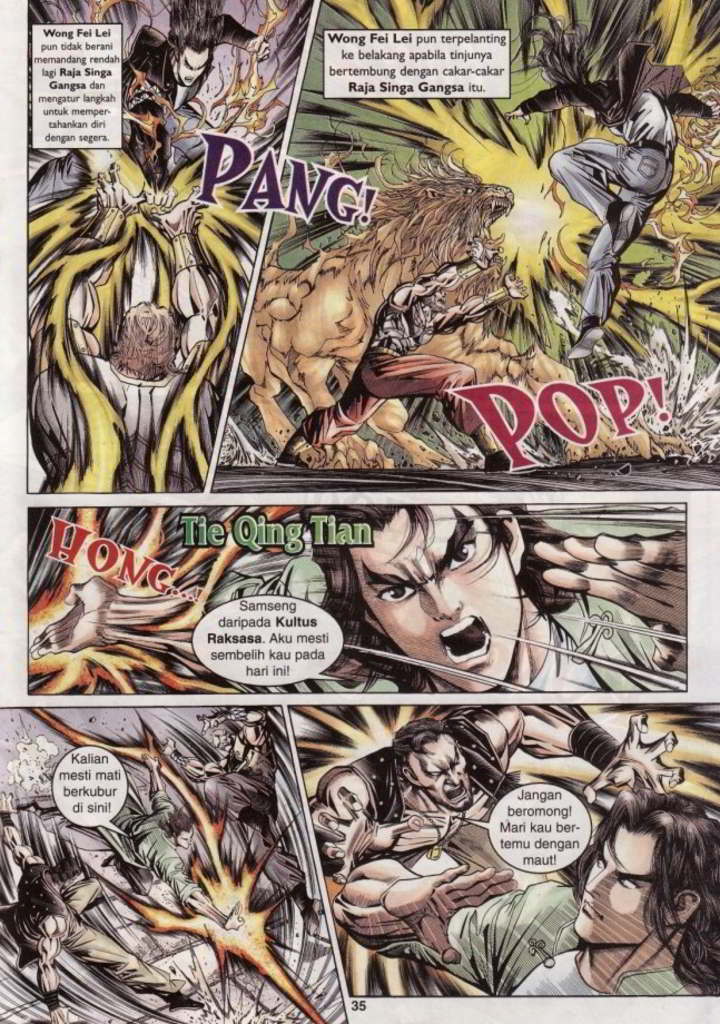 Wong Fei Lei
pun tidak berani
memandang rendah
lagi Raja Singa
Gangsa dan
mengatur langkah
untuk memper-
tahankan diri
dengan segera.
PANG!
Wong Fei Lei pun terpelanting
ke belakang apabila tinjunya
bertembung dengan cakar-cakar
Raja Singa Gangsa itu.
POP!
HONG...!
Tie Qing Tian
Samseng
daripada Kultus
Raksasa. Aku mesti
sembelih kau pada
hari ini!
Kalian
mesti mati
berkubur
di sini!
Jangan
beromong!
Mari kau ber-
temu dengan
maut!
35